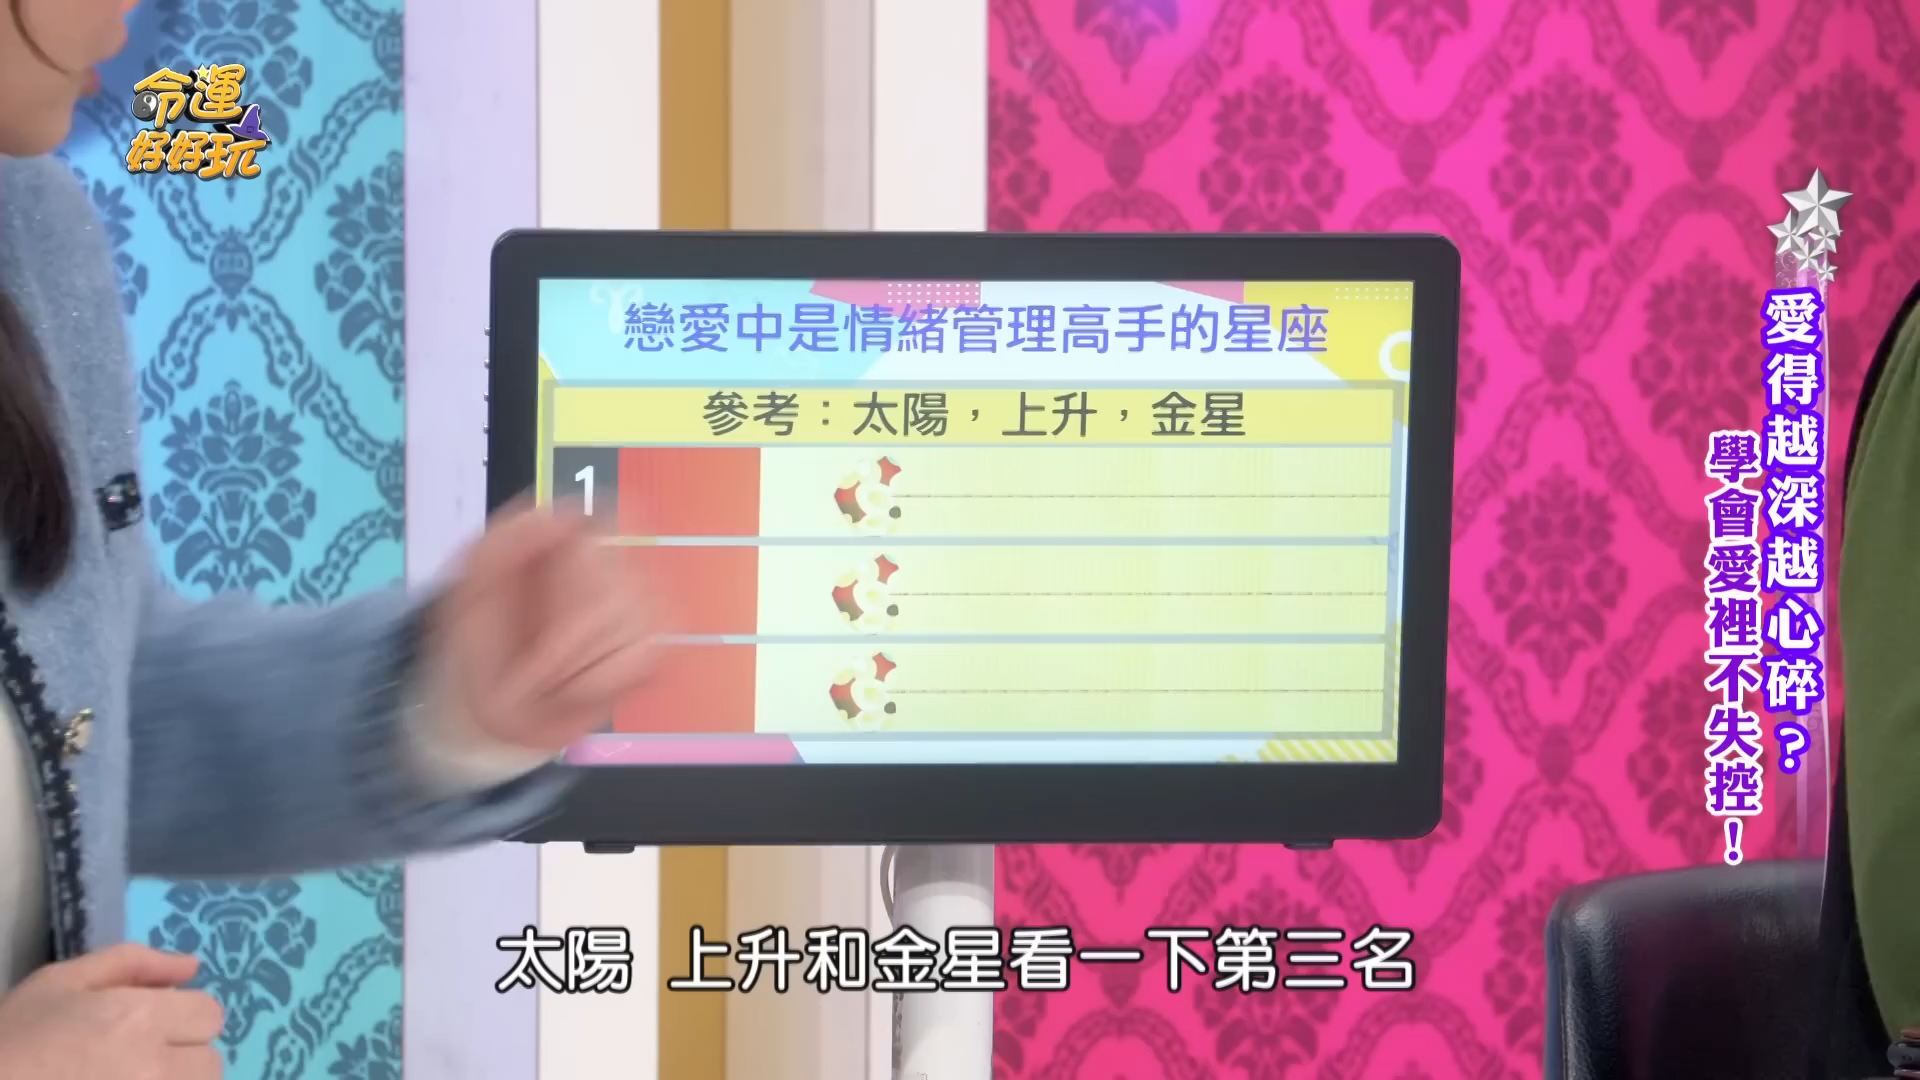 命運
好好玩
戀愛中是情緒管理高手的星座
參考：太陽，上升，金星
1
愛得越深越心碎？
學會愛裡不失控！
太陽 上升和金星看一下第三名